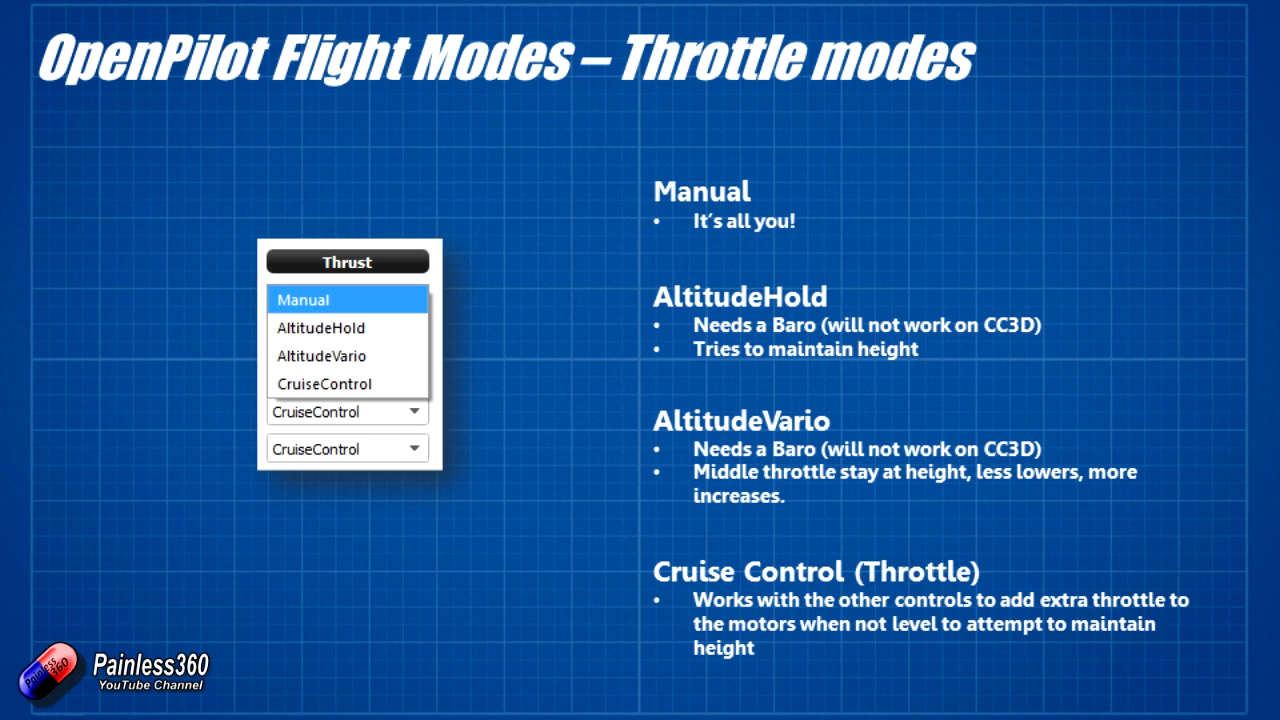 OpenPilot Flight Modes – Throttle modes
Thrust
Manual
AltitudeHold
AltitudeVario
CruiseControl
CruiseControl
CruiseControl
Manual
• It's all you!
AltitudeHold
• Needs a Baro (will not work on CC3D)
• Tries to maintain height
AltitudeVario
• Needs a Baro (will not work on CC3D)
• Middle throttle stay at height, less lowers, more
increases.
Cruise Control (Throttle)
• Works with the other controls to add extra throttle to
the motors when not level to attempt to maintain
height
Painless 360
Painless360
YouTube Channel